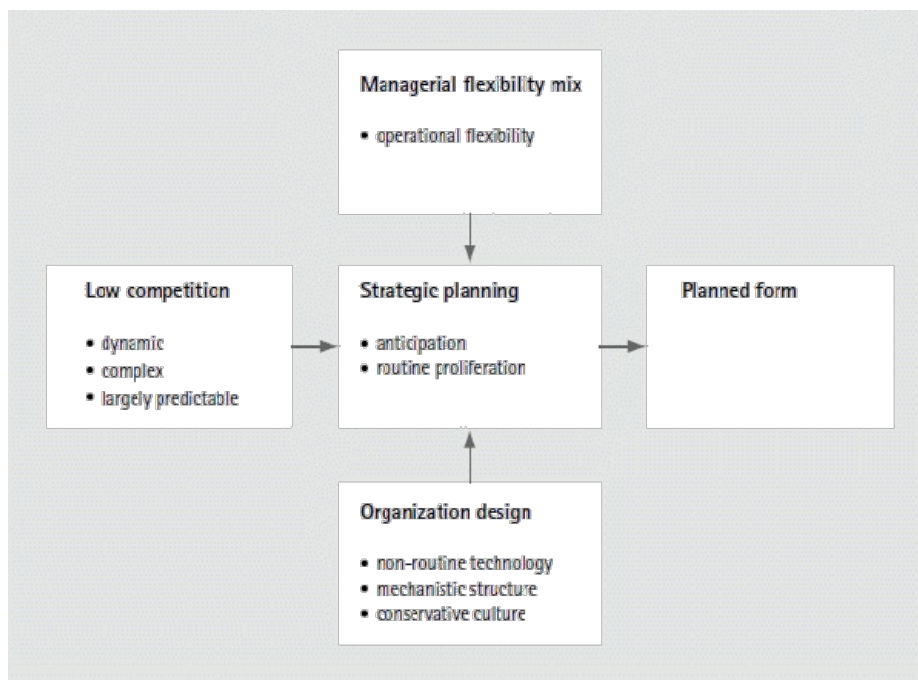 Managerial flexibility mix
• operational flexibility
Low competition
• dynamic
• complex
• largely predictable
Strategic planning
• anticipation
• routine proliferation
Planned form
Organization design
• non-routine technology
• mechanistic structure
• conservative culture